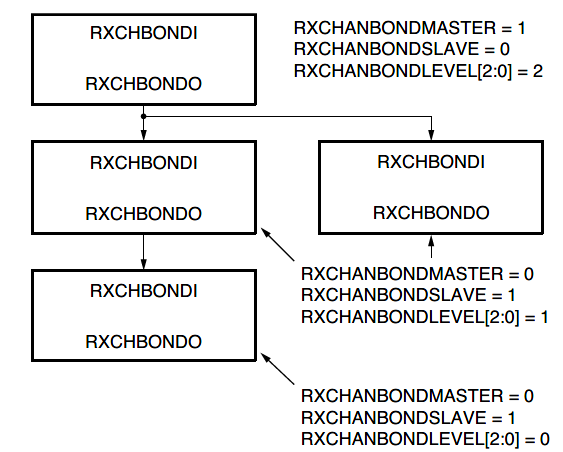 RXCHBONDI
RXCHBONDO
RXCHANBONDMASTER = 1
RXCHANBONDSLAVE = 0
RXCHANBONDLEVEL[2:0] = 2
RXCHBONDI
RXCHBONDO
RXCHBONDI
RXCHBONDO
RXCHANBONDMASTER = 0
RXCHANBONDSLAVE = 1
RXCHANBONDLEVEL[2:0] = 1
RXCHBONDI
RXCHBONDO
RXCHANBONDMASTER = 0
RXCHANBONDSLAVE = 1
RXCHANBONDLEVEL[2:0] = 0